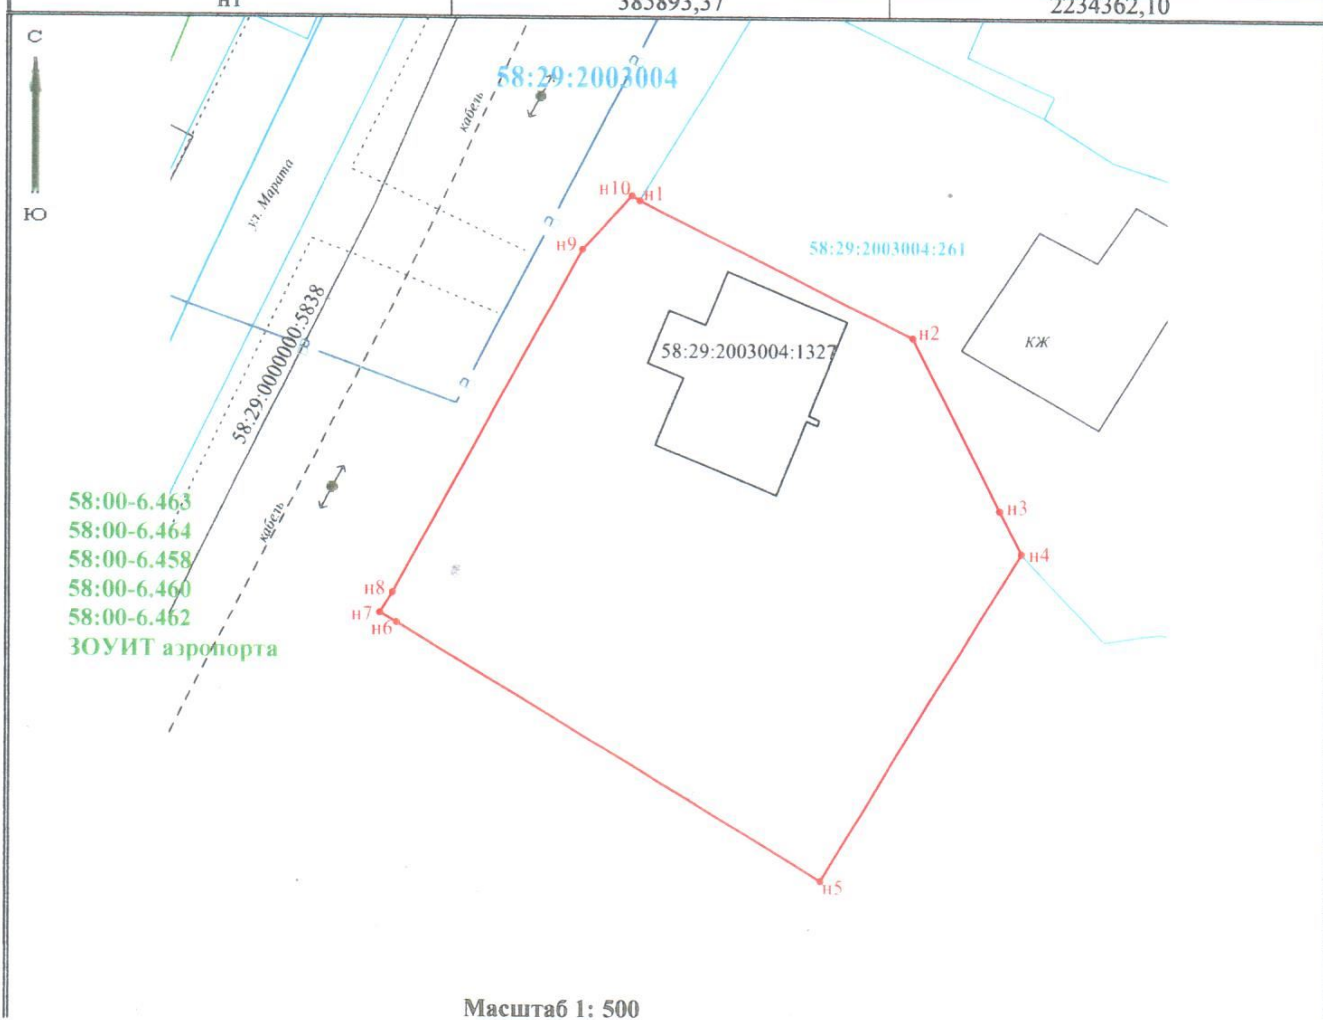 н1 585893,57 2234362,10
С
58:29:2003004
кабель
ул. Марата
Ю
н10
н1
н9
58:29:2003004:261
58:29:0000000:5838
н2
КЖ
58:29:2003004:1327
В
58:00-6.463
н3
58:00-6.464
кабель
н4
58:00-6.458
58:00-6.460
н8
58:00-6.462
н7
н6
ЗОУИТ аэропорта
н5
Масштаб 1: 500